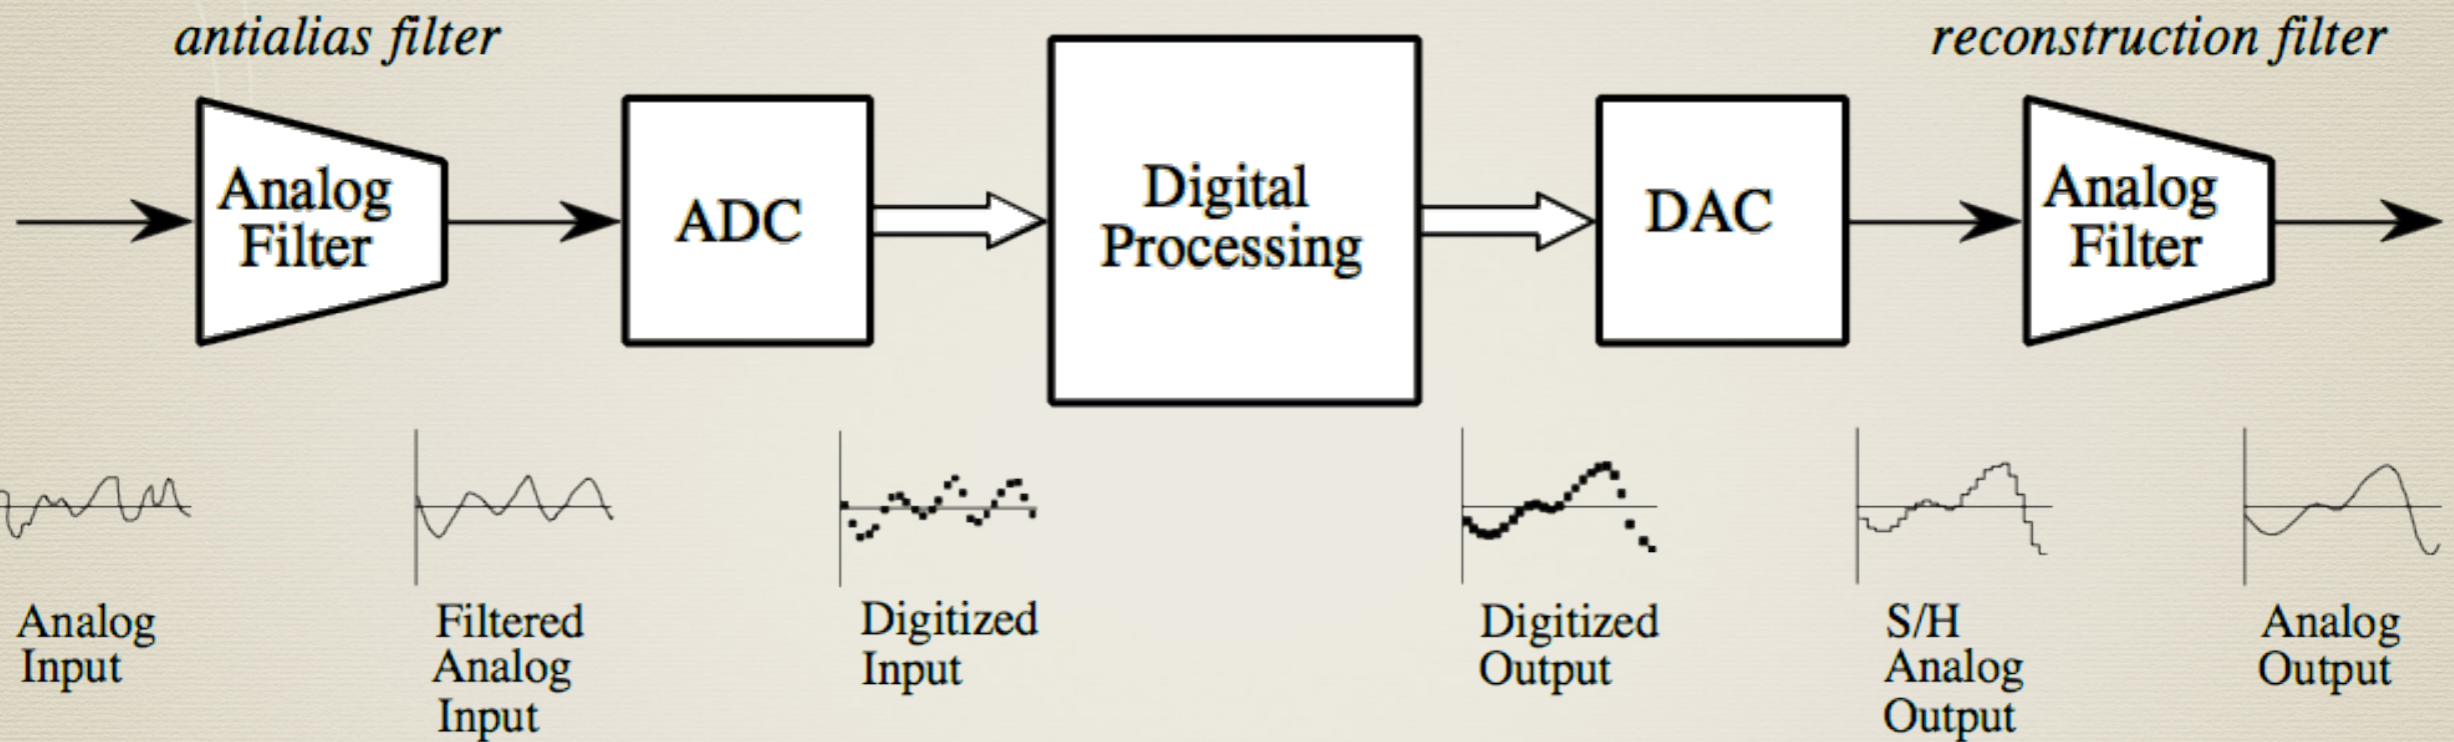 antialias filter
reconstruction filter
Analog
Filter
ADC
Digital
Processing
DAC
Analog
Filter
Analog
Input
Filtered
Analog
Input
Digitized
Input
Digitized
Output
S/H
Analog
Output
Analog
Output